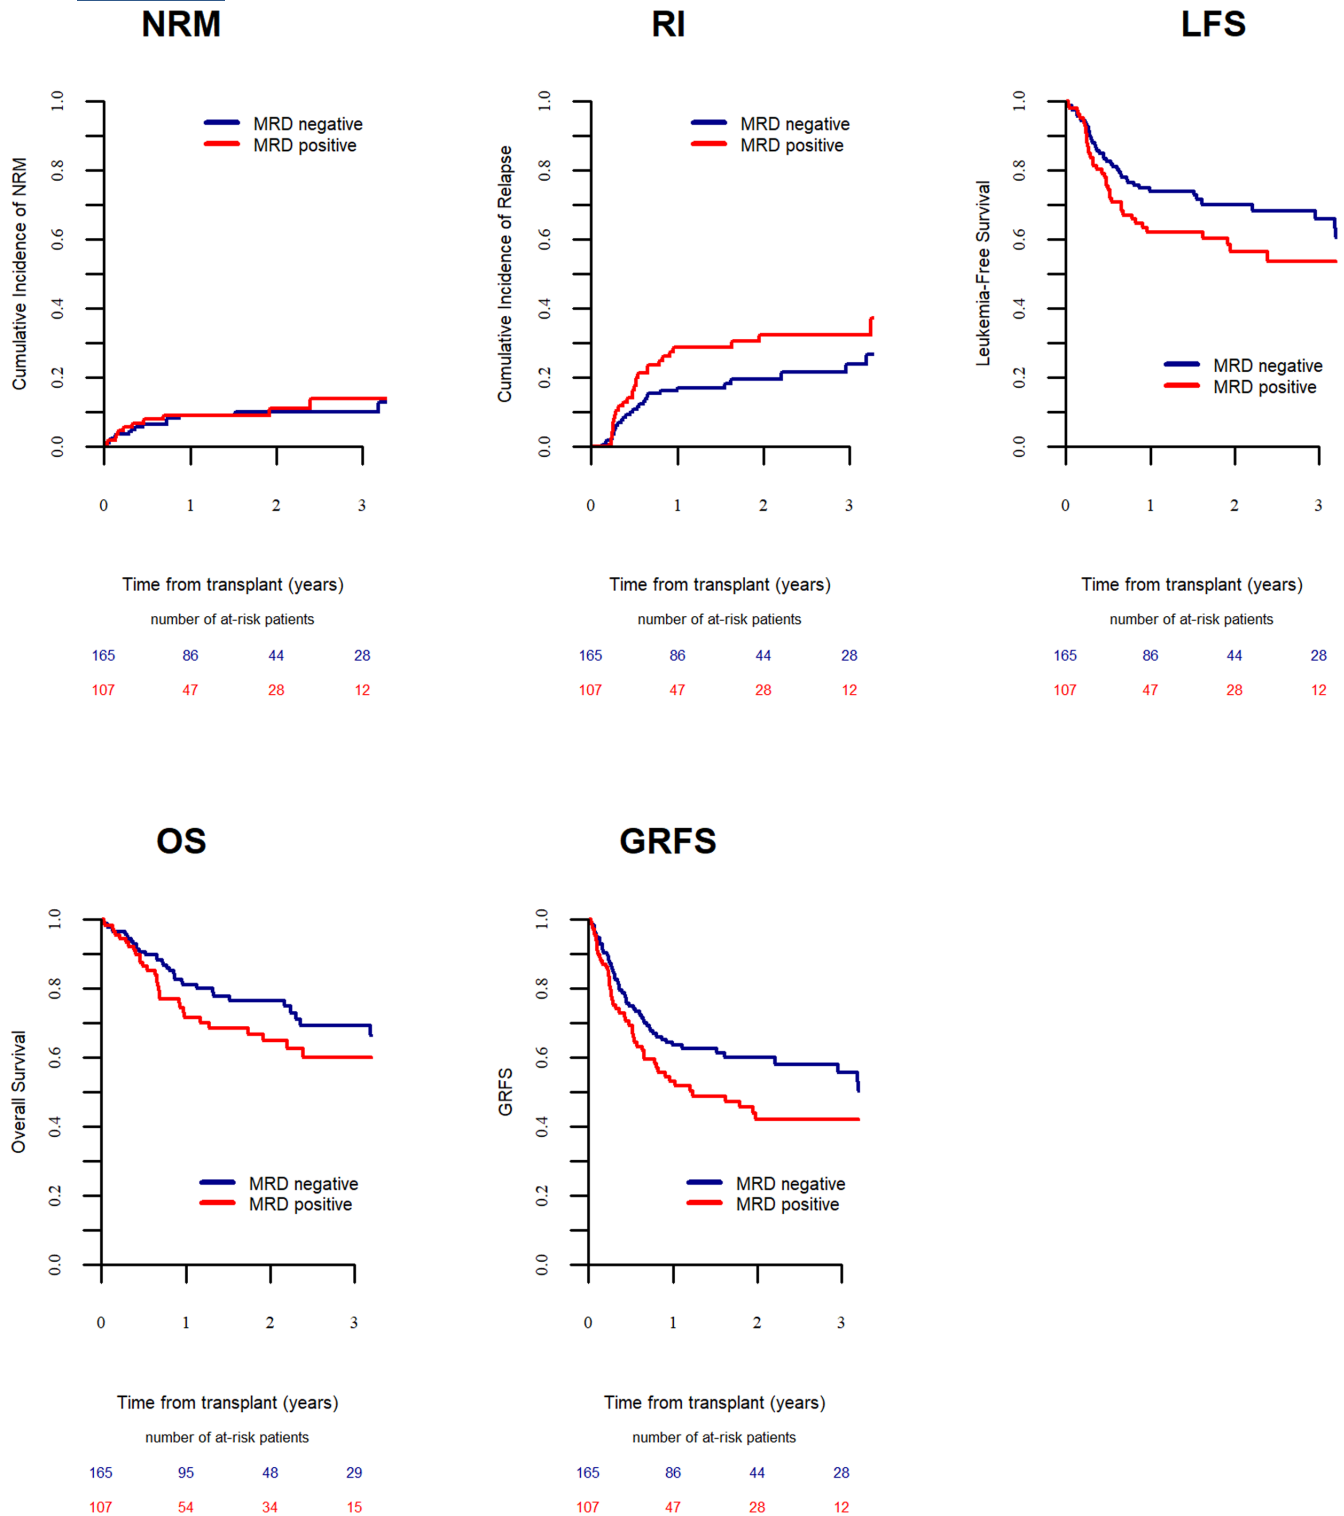 NRM
RI
LFS
Cumulative Incidence of NRM
1.0
0.8
0.6
0.4
0.2
0.0
MRD negative
MRD positive
0 1 2 3
Time from transplant (years)
number of at-risk patients
165 86 44 28
107 47 28 12
Cumulative Incidence of Relapse
1.0
0.8
0.6
0.4
0.2
0.0
MRD negative
MRD positive
0 1 2 3
Time from transplant (years)
number of at-risk patients
165 86 44 28
107 47 28 12
Leukemia-Free Survival
1.0
0.8
0.6
0.4
0.2
0.0
MRD negative
MRD positive
0 1 2 3
Time from transplant (years)
number of at-risk patients
165 86 44 28
107 47 28 12
OS
GRFS
Overall Survival
1.0
0.8
0.6
0.4
0.2
0.0
MRD negative
MRD positive
0 1 2 3
Time from transplant (years)
number of at-risk patients
165 95 48 29
107 54 34 15
GRFS
1.0
0.8
0.6
0.4
0.2
0.0
MRD negative
MRD positive
0 1 2 3
Time from transplant (years)
number of at-risk patients
165 86 44 28
107 47 28 12